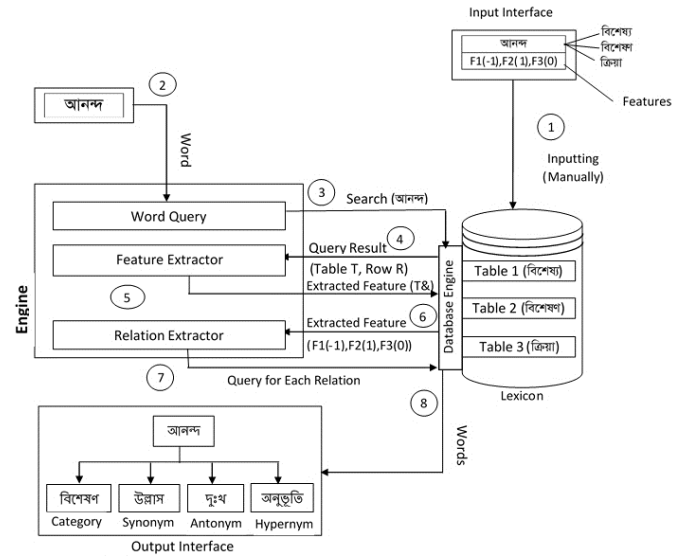 Input Interface
আনন্দ
F1(-1),F2(1),F3(0)
বিশেষ্য
বিশেষ্য
ক্রিয়া
Features
2
আনন্দ
Word
1
Inputting
(Manually)
3
Search (আনন্দ)
Word Query
4
Query Result
(Table T, Row R)
Feature Extractor
Extracted Feature (T&
5
Engine
6
Extracted Feature
(F1(-1),F2(1),F3(0))
Relation Extractor
7
Query for Each Relation
Database Engine
Table 1 (বিশেষ্য)
Table 2 (বিশেষণ)
Table 3 (ক্রিয়া)
Lexicon
8
Words
আনন্দ
বিশেষণ
উল্লাস
দুঃখ
অনুভূতি
Category
Synonym
Antonym
Hypernym
Output Interface